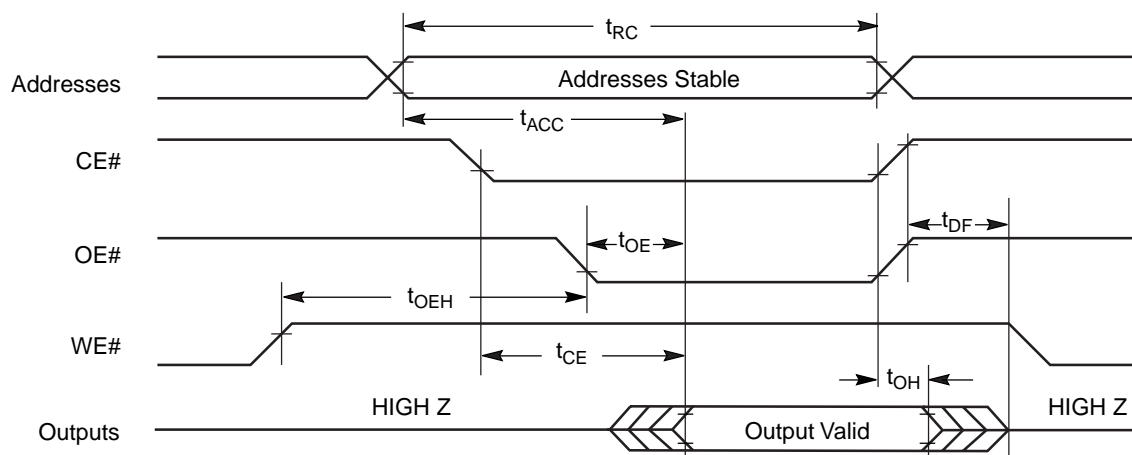 tRC
Addresses
Addresses Stable
tACC
CE#
tDF
OE#
tOE
tOEH
WE#
tCE
tOH
HIGH Z
HIGH Z
Outputs
Output Valid